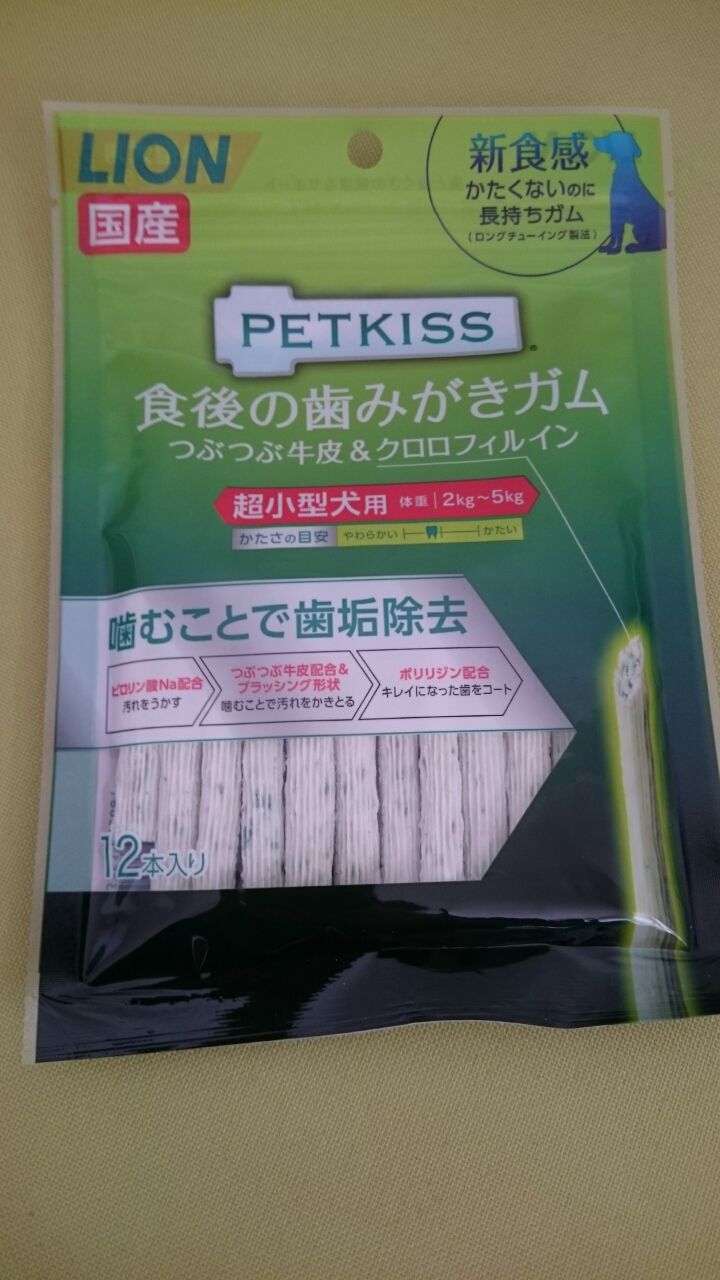 LION
国産
新食感
かたくないのに
長持ちガム
(ロングチューイング製法)
PETKISS
食後の歯みがきガム
つぶつぶ牛皮&クロロフィルイン
超小型犬用 体重 2kg～5kg
かたさの目安 やわらかい かたい
噛むことで歯垢除去
ピロリン酸Na配合
汚れをうかす
つぶつぶ牛皮配合&
ブラッシング形状
噛むことで汚れをかきとる
ポリリジン配合
キレイになった歯をコート
12本入り